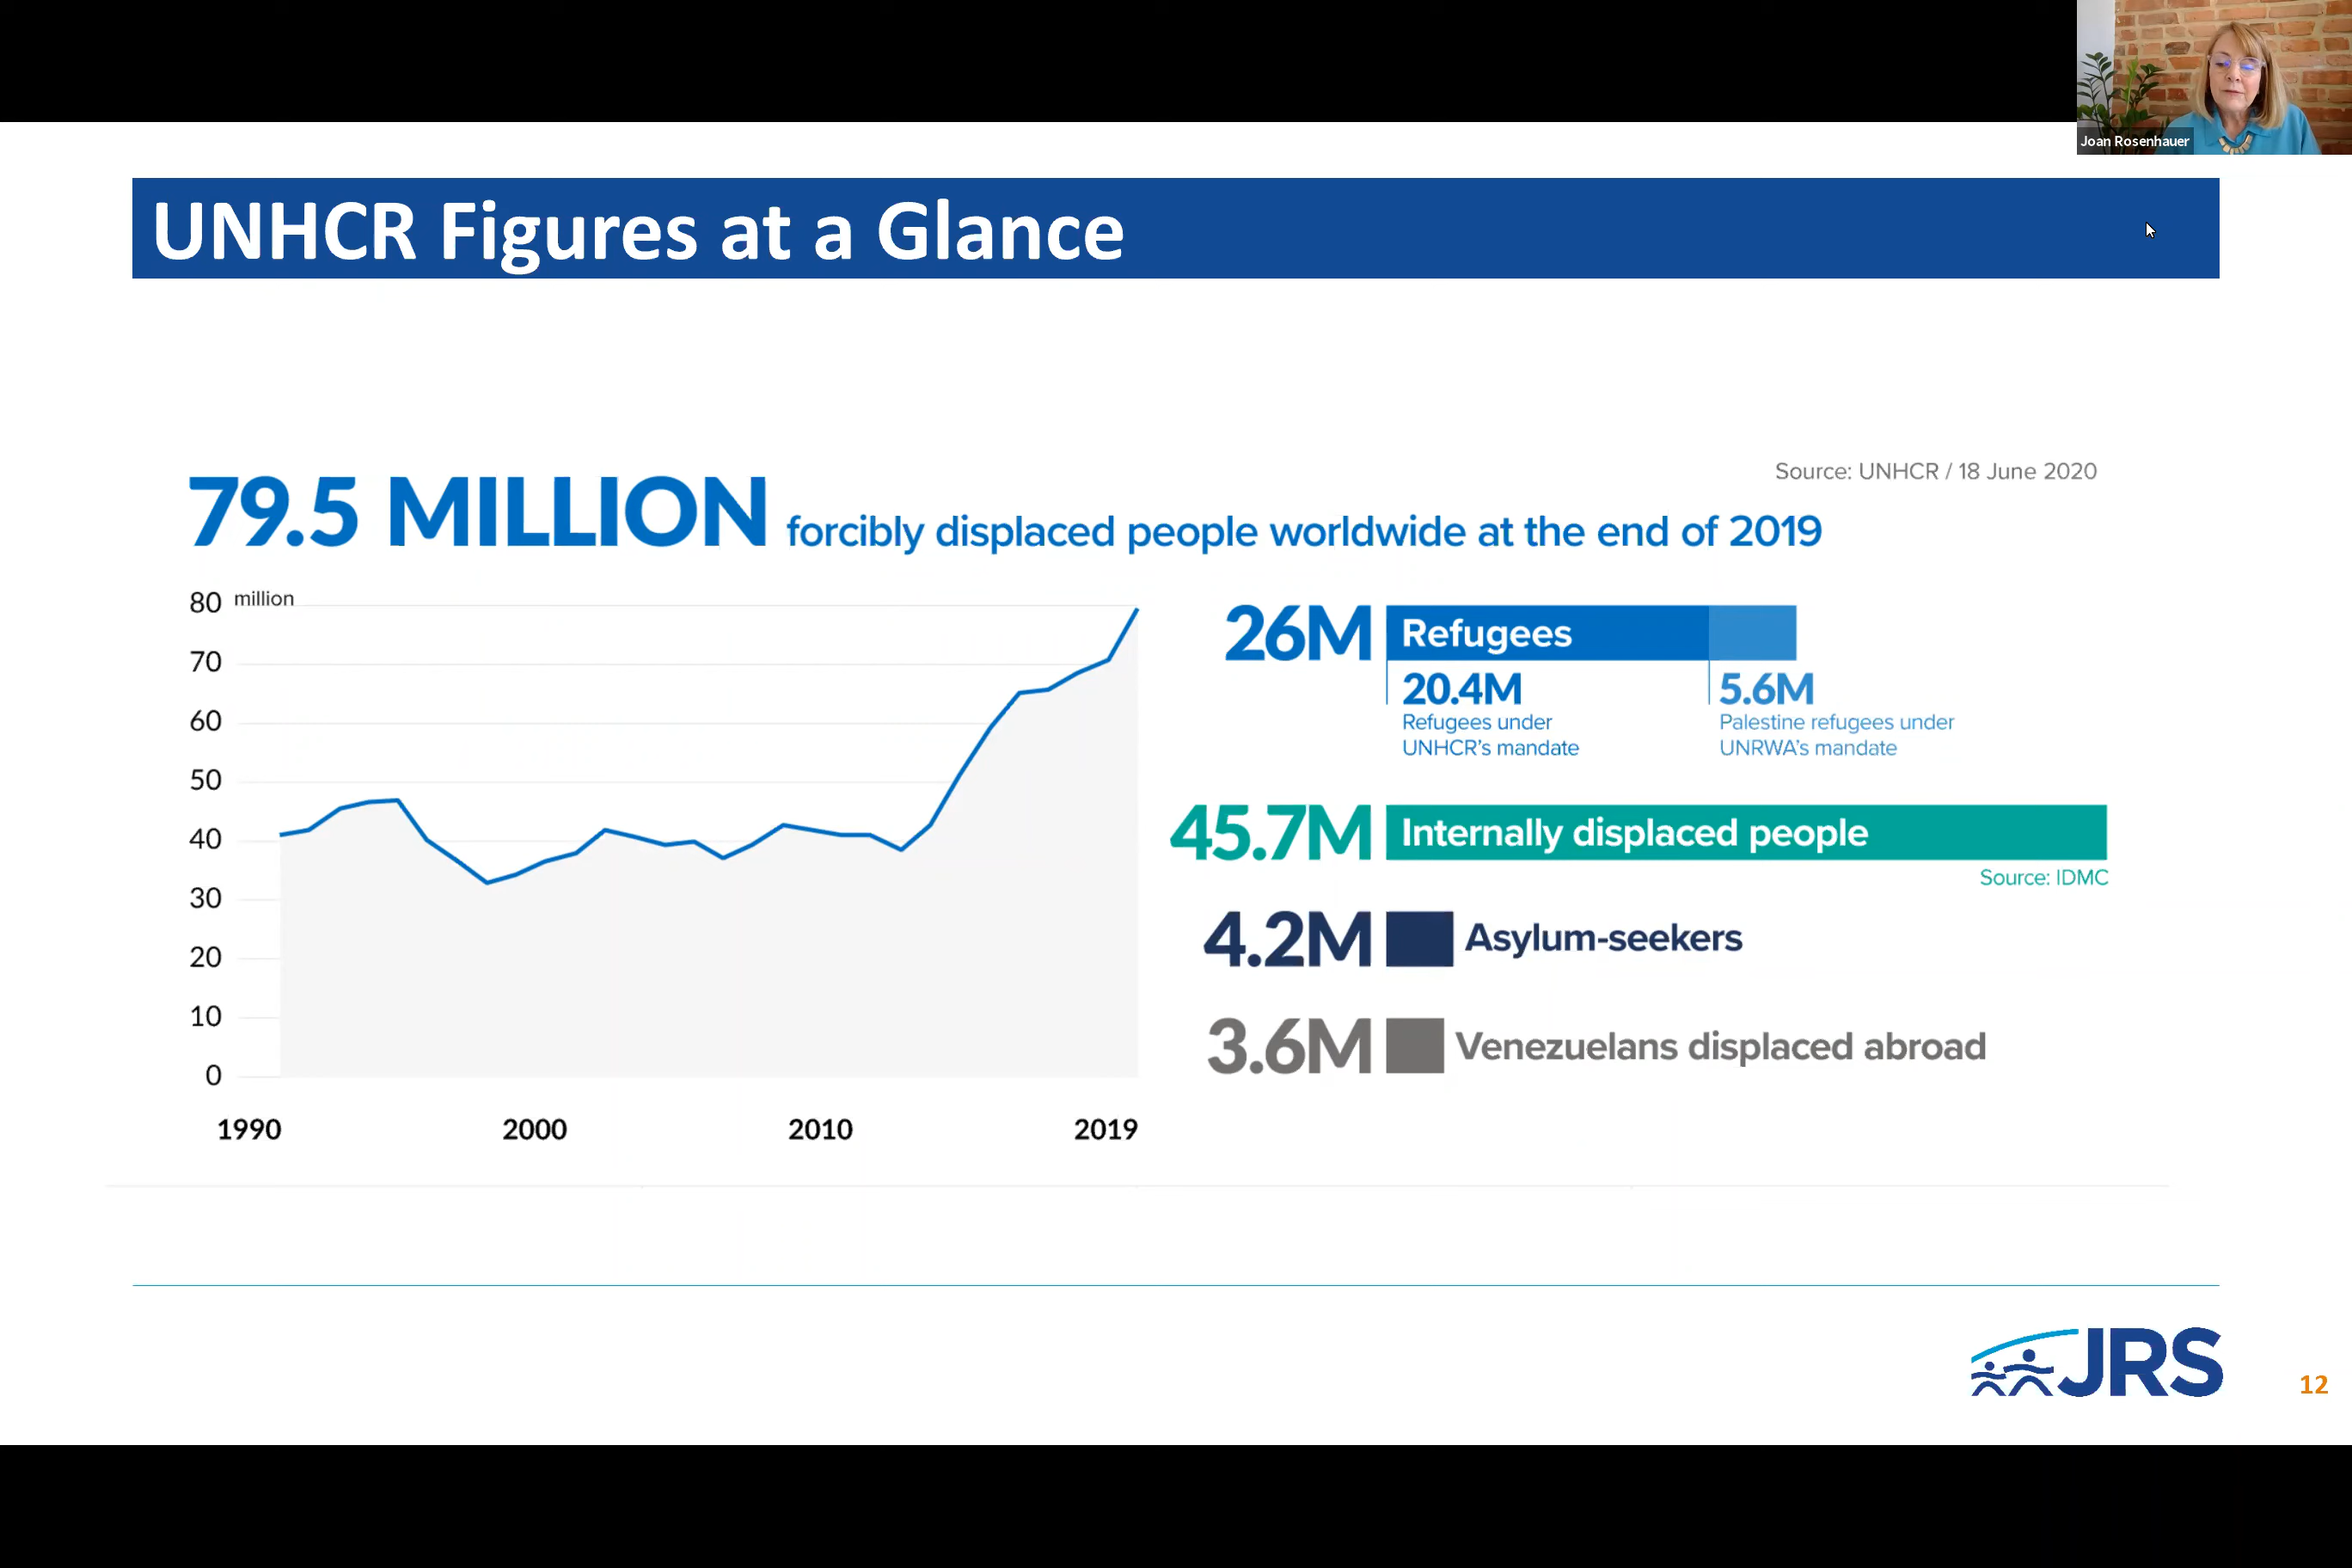 Joan Rosenhauer
UNHCR Figures at a Glance
Source: UNHCR / 18 June 2020
79.5 MILLION forcibly displaced people worldwide at the end of 2019
80 million
70
60
50
40
30
20
10
0
1990 2000 2010 2019
26M Refugees
20.4M
Refugees under
UNHCR's mandate
5.6M
Palestine refugees under
UNRWA's mandate
45.7M Internally displaced people
Source: IDMC
4.2M Asylum-seekers
3.6M Venezuelans displaced abroad
JRS
12